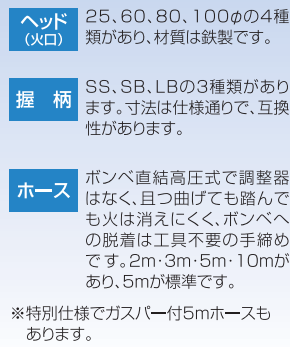 ヘッド
(火口)
25、60、80、100φの4種
類があり、材質は鉄製です。
握 柄
SS、SB、LBの3種類があり
ます。寸法は仕様通りで、互換
性があります。
ホース
ボンベ直結高圧式で調整器
はなく、且つ曲げても踏んで
も火は消えにくく、ボンベへ
の脱着は工具不要の手締め
です。2m・3m・5m・10mが
あり、5mが標準です。
※特別仕様でガスパー付5mホースも
あります。